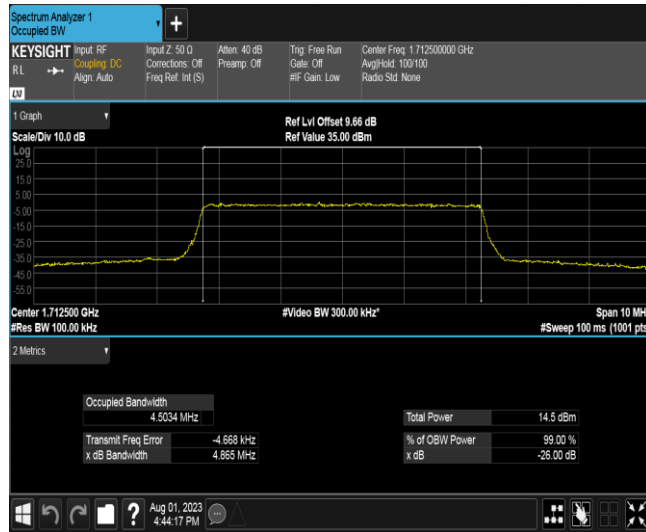 Spectrum Analyzer 1
Occupied BW
+
KEYSIGHT
RL
LXI
Input: RF
Coupling: DC
Align: Auto
Input Z: 50 Ω
Corrections: Off
Freq Ref: Int (S)
Atten: 40 dB
Preamp: Off
Trig: Free Run
Gate: Off
#IF Gain: Low
Center Freq: 1.712500000 GHz
Avg|Hold: 100/100
Radio Std: None
1 Graph
Scale/Div 10.0 dB
Ref Lvl Offset 9.66 dB
Ref Value 35.00 dBm
Log
25.0
15.0
5.00
-5.00
-15.0
-25.0
-35.0
-45.0
-55.0
Center 1.712500 GHz
#Video BW 300.00 kHz*
Span 10 MH
#Res BW 100.00 kHz
#Sweep 100 ms (1001 pts
2 Metrics
Occupied Bandwidth
4.5034 MHz
Total Power 14.5 dBm
Transmit Freq Error -4.668 kHz
% of OBW Power 99.00 %
x dB Bandwidth 4.865 MHz
x dB -26.00 dB
?
Aug 01, 2023
4:44:17 PM